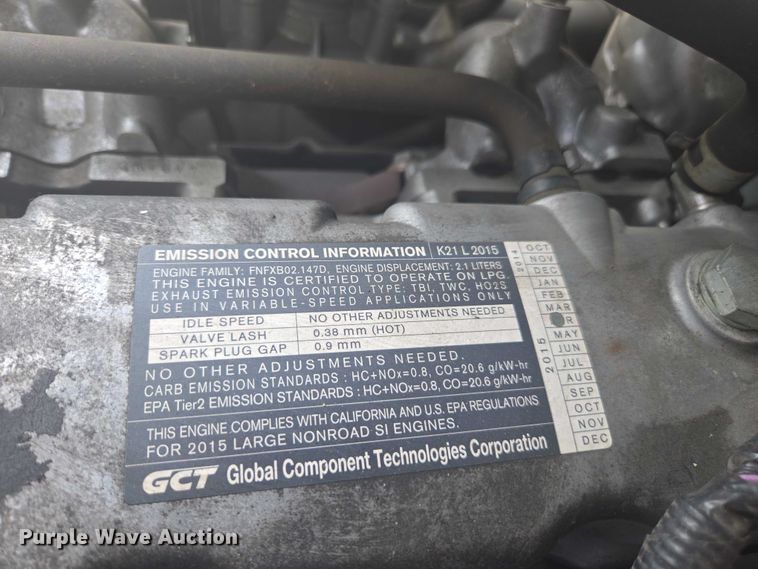 EMISSION CONTROL INFORMATION K21 L 2015
ENGINE FAMILY: FNFXB02.147D, ENGINE DISPLACEMENT: 2.1 LITERS
THIS ENGINE IS CERTIFIED TO OPERATE ON LPG.
EXHAUST EMISSION CONTROL TYPE: TBI, TWC, HO2S
USE IN VARIABLE-SPEED APPLICATIONS ONLY
IDLE SPEED NO OTHER ADJUSTMENTS NEEDED
VALVE LASH 0.38 mm (HOT)
SPARK PLUG GAP 0.9 mm
NO OTHER ADJUSTMENTS NEEDED.
CARB EMISSION STANDARDS : HC+NOx=0.8, CO=20.6 g/kW-hr
EPA Tier2 EMISSION STANDARDS : HC+NOx=0.8, CO=20.6 g/kW-hr
THIS ENGINE COMPLIES WITH CALIFORNIA AND U.S. EPA REGULATIONS
FOR 2015 LARGE NONROAD SI ENGINES.
GCT Global Component Technologies Corporation
2014
OCT
NOV
DEC
2015
JAN
FEB
MAR
R
MAY
JUN
JUL
AUG
SEP
OCT
NOV
DEC
Purple Wave Auction